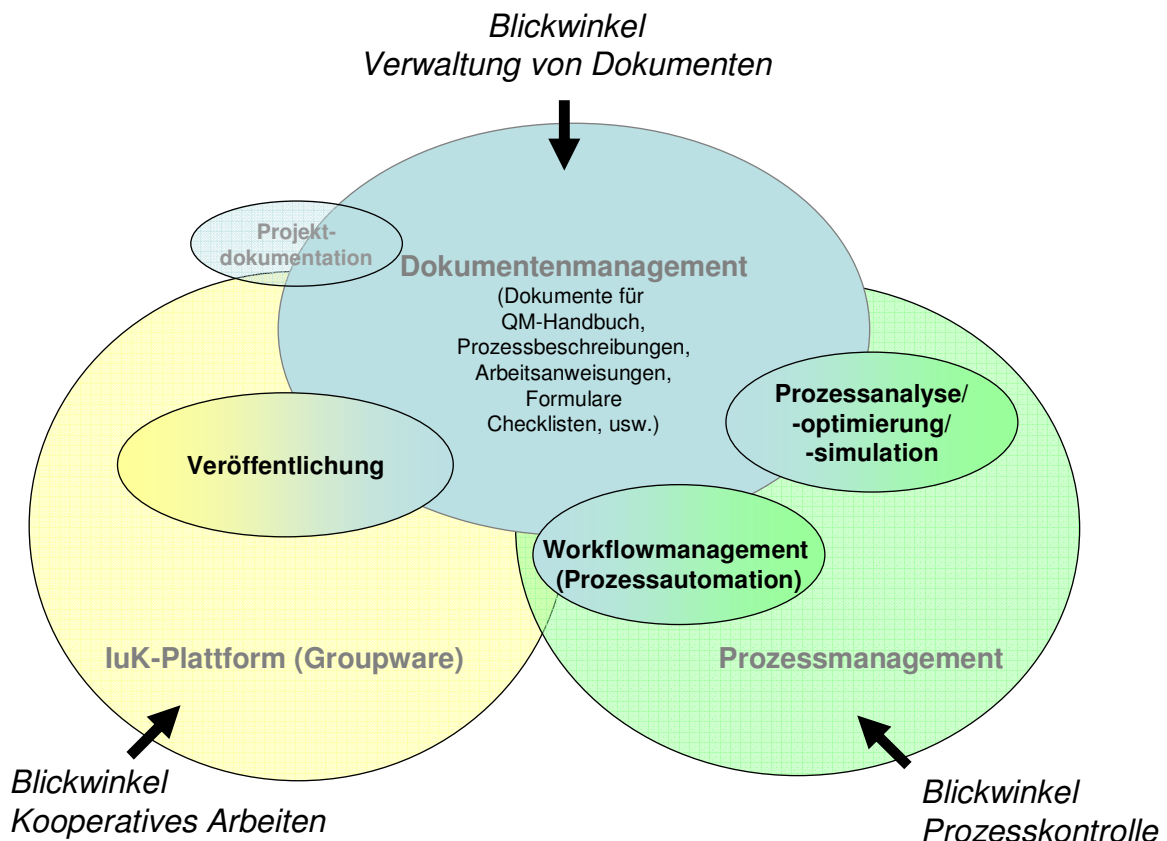 Blickwinkel
Verwaltung von Dokumenten
Projekt-
dokumentation
Dokumentenmanagement
(Dokumente für
QM-Handbuch,
Prozessbeschreibungen,
Arbeitsanweisungen,
Formulare
Checklisten, usw.)
Prozessanalyse/
-optimierung/
-simulation
Veröffentlichung
Workflowmanagement
(Prozessautomation)
IuK-Plattform (Groupware)
Prozessmanagement
Blickwinkel
Kooperatives Arbeiten
Blickwinkel
Prozesskontrolle